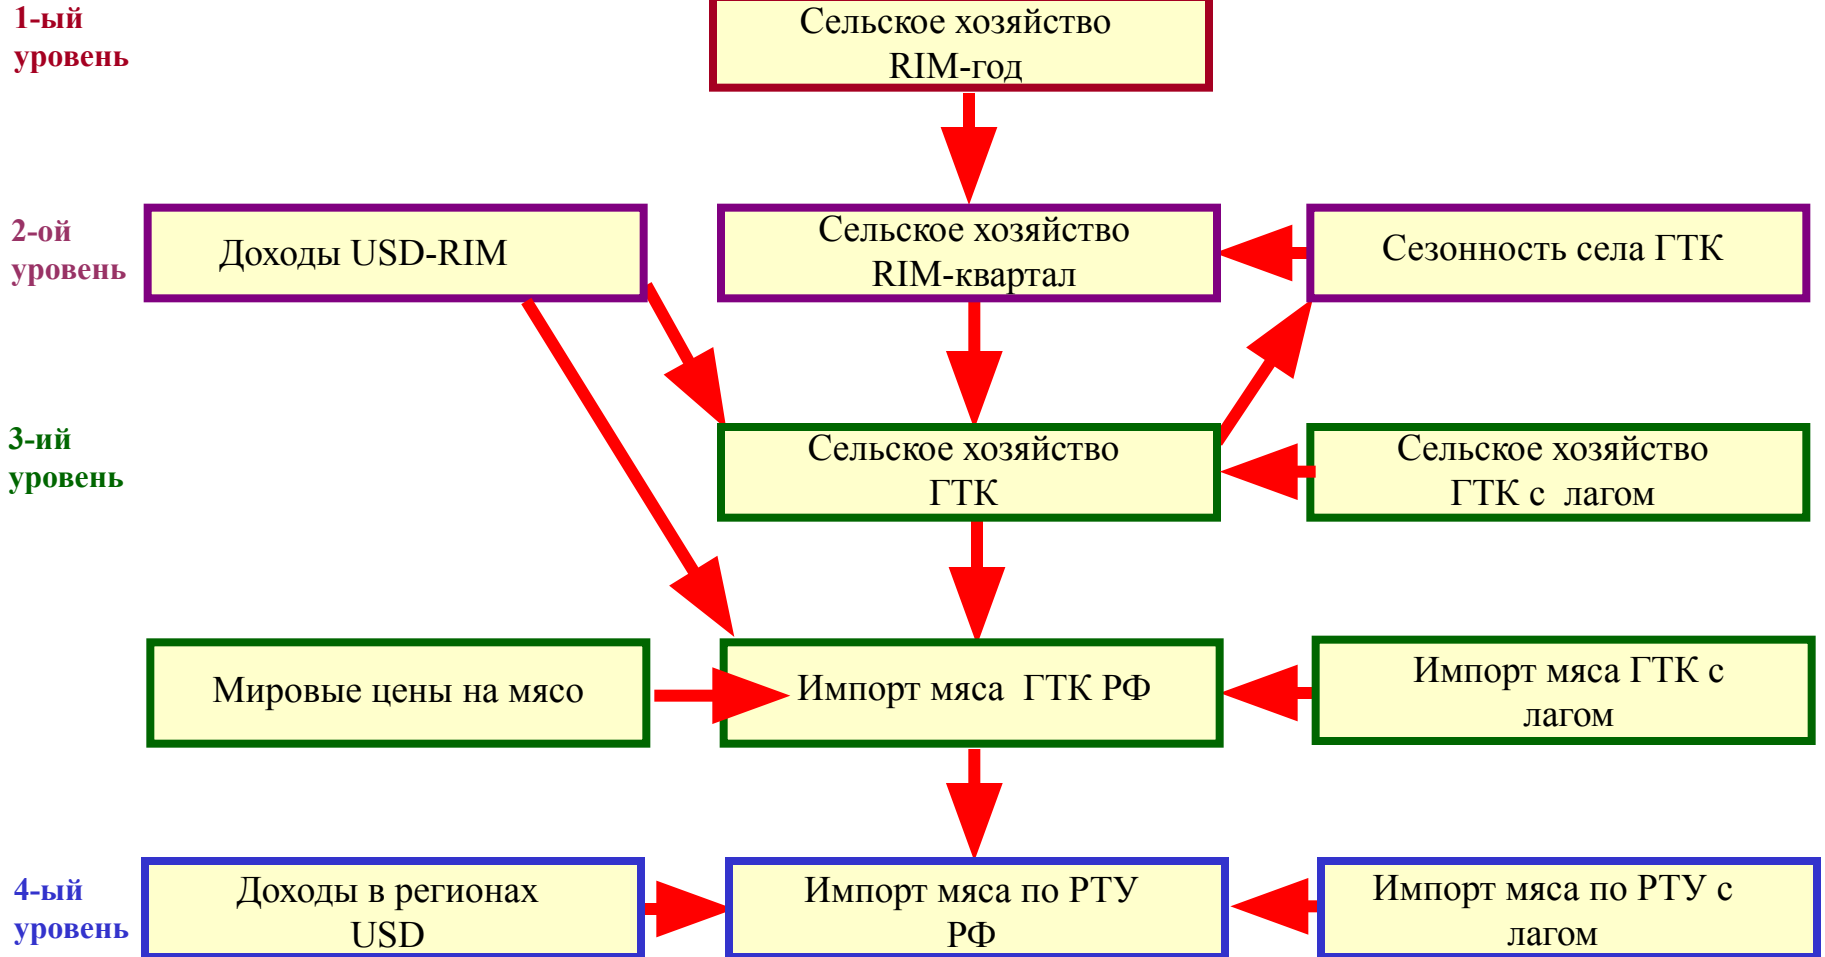 1-ый
уровень
Сельское хозяйство
RIM-год
2-ой
уровень
Доходы USD-RIM
Сельское хозяйство
RIM-квартал
Сезонность села ГТК
3-ий
уровень
Сельское хозяйство
ГТК
Сельское хозяйство
ГТК с лагом
Мировые цены на мясо
Импорт мяса ГТК РФ
Импорт мяса ГТК с
лагом
4-ый
уровень
Доходы в регионах
USD
Импорт мяса по РТУ
РФ
Импорт мяса по РТУ с
лагом